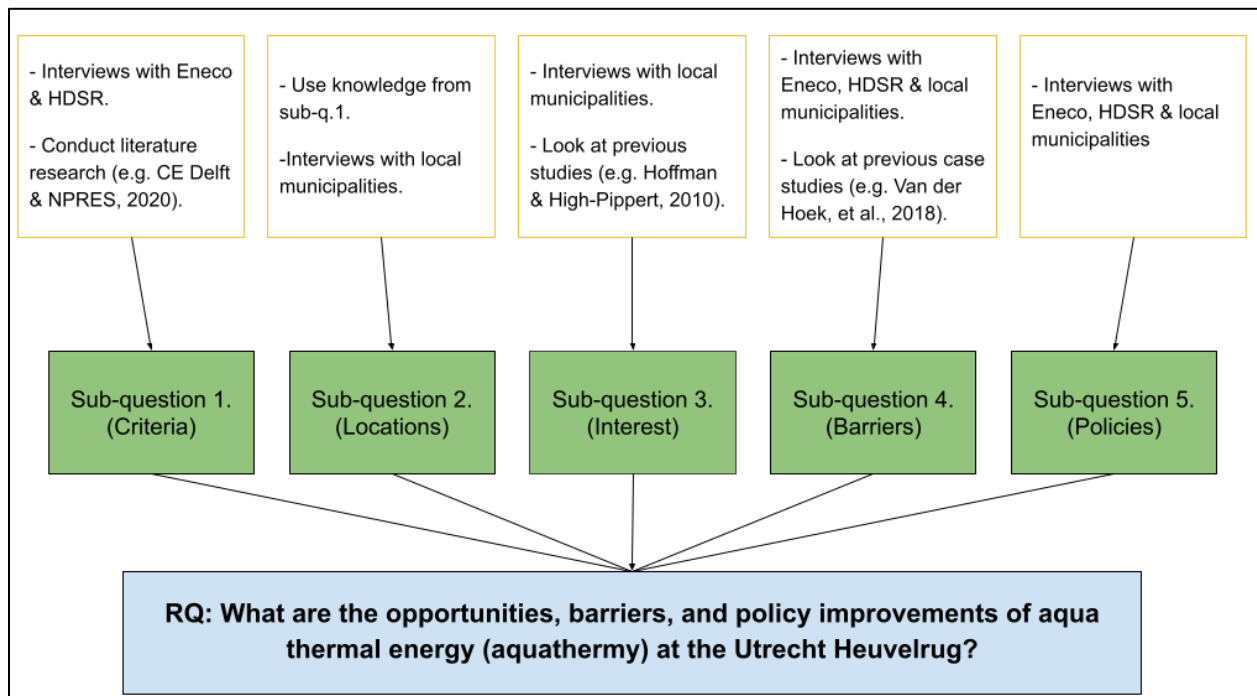 - Interviews with Eneco
& HDSR.
- Conduct literature
research (e.g. CE Delft
& NPRES, 2020).
- Use knowledge from
sub-q.1.
-Interviews with local
municipalities.
- Interviews with local
municipalities.
- Look at previous
studies (e.g. Hoffman
& High-Pippert, 2010).
- Interviews with
Eneco, HDSR & local
municipalities.
- Look at previous case
studies (e.g. Van der
Hoek, et al., 2018).
- Interviews with
Eneco, HDSR & local
municipalities
Sub-question 1.
(Criteria)
Sub-question 2.
(Locations)
Sub-question 3.
(Interest)
Sub-question 4.
(Barriers)
Sub-question 5.
(Policies)
RQ: What are the opportunities, barriers, and policy improvements of aqua
thermal energy (aquathermy) at the Utrecht Heuvelrug?